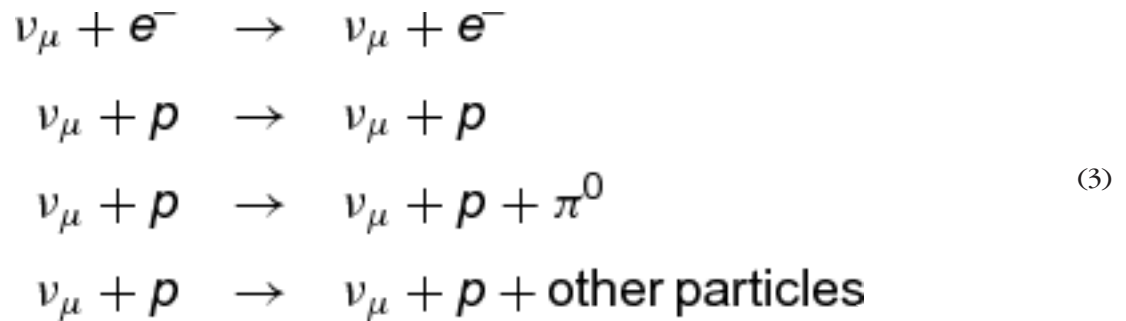 ν_μ + e⁻ → ν_μ + e⁻
ν_μ + p → ν_μ + p
ν_μ + p → ν_μ + p + π⁰
(3)
ν_μ + p → ν_μ + p + other particles